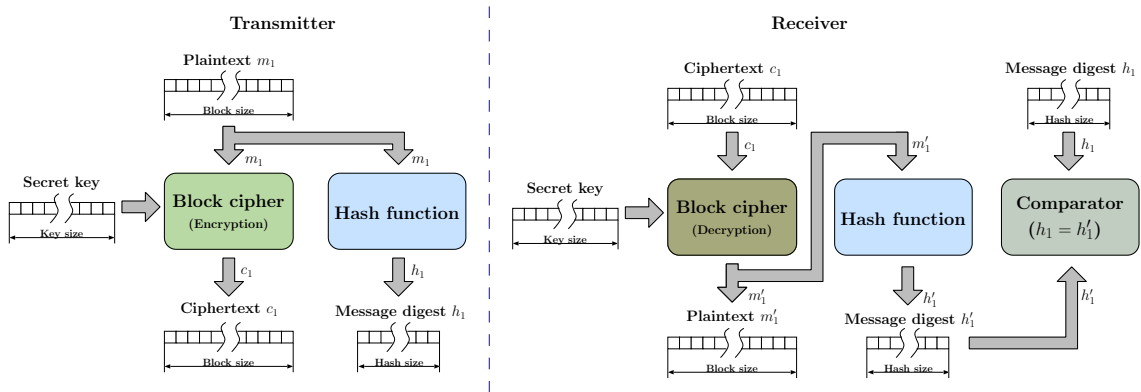 Transmitter
Plaintext m₁
Block size
m₁
m₁
Secret key
Key size
Block cipher
(Encryption)
Hash function
c₁
h₁
Ciphertext c₁
Block size
Message digest h₁
Hash size
Receiver
Ciphertext c₁
Block size
Message digest h₁
Hash size
c₁
m′₁
h₁
Secret key
Key size
Block cipher
(Decryption)
Hash function
Comparator
(h₁ = h′₁)
m′₁
h′₁
h′₁
Plaintext m′₁
Block size
Message digest h′₁
Hash size